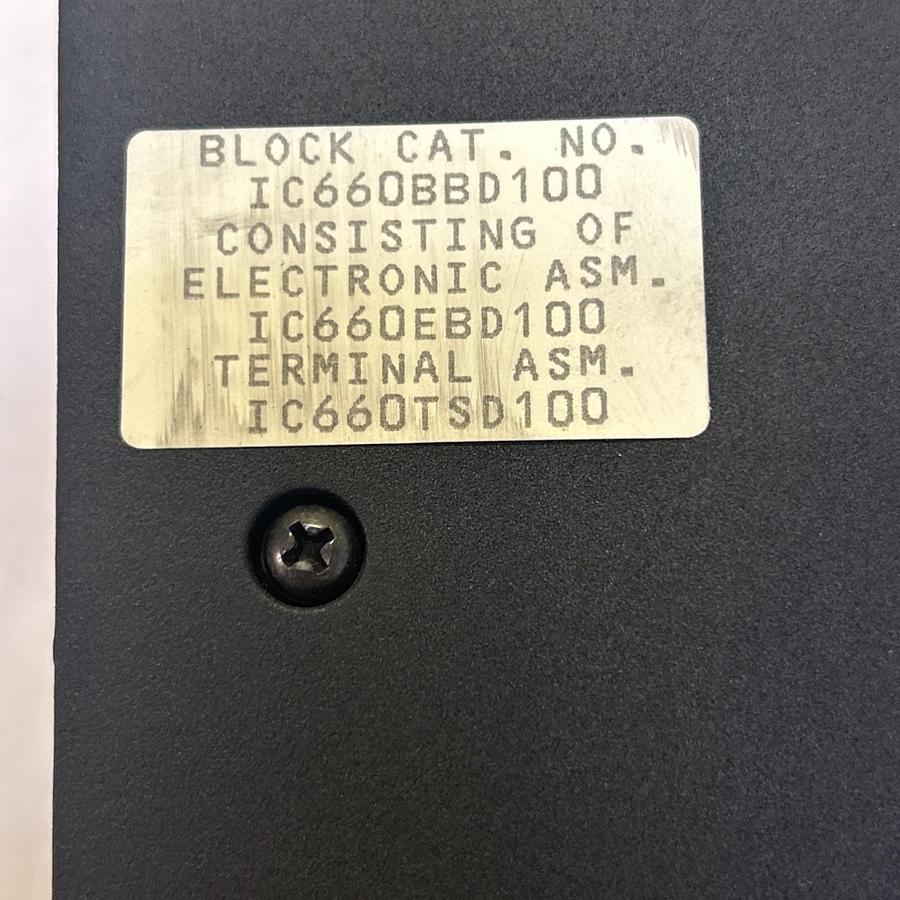 BLOCK CAT. NO.
IC660BBD100
CONSISTING OF
ELECTRONIC ASM.
IC660EBD100
TERMINAL ASM.
IC660TSD100